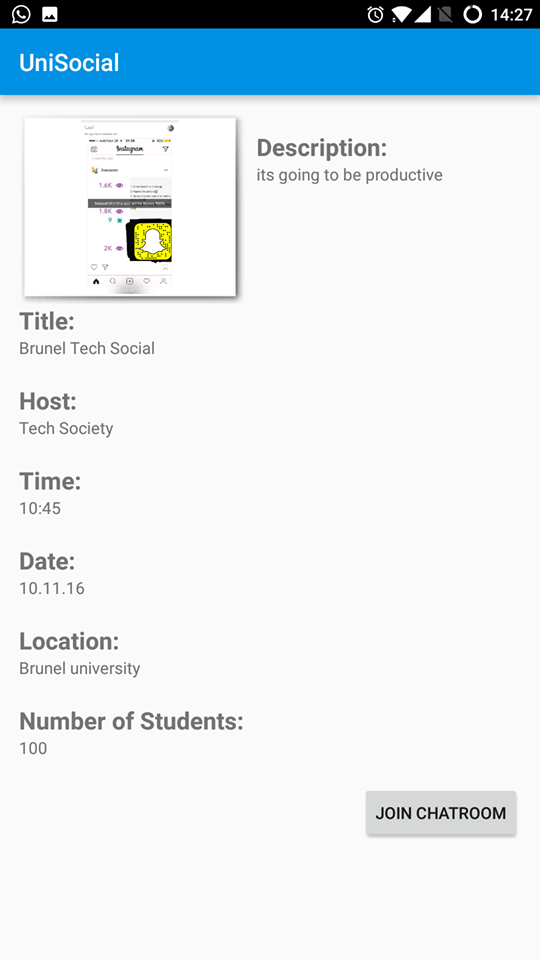 14:27
UniSocial
Instagram
1.6K
1.8K
9
2K
Description:
its going to be productive
Title:
Brunel Tech Social
Host:
Tech Society
Time:
10:45
Date:
10.11.16
Location:
Brunel university
Number of Students:
100
JOIN CHATROOM